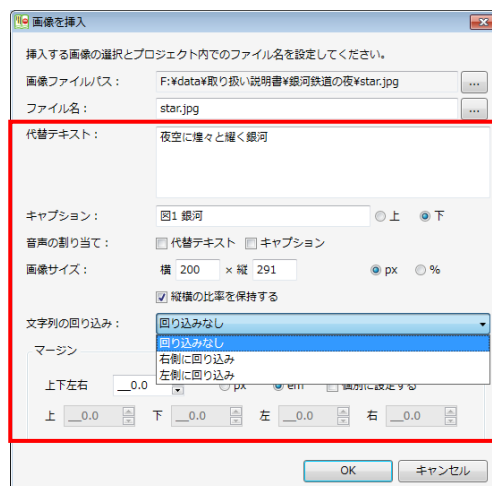 画像を挿入
挿入する画像の選択とプロジェクト内でのファイル名を設定してください。
画像ファイルパス： F:¥data¥取り扱い説明書¥銀河鉄道の夜¥star.jpg ...
ファイル名： star.jpg ...
代替テキスト： 夜空に煌々と耀く銀河
キャプション： 図1 銀河 上 下
音声の割り当て： 代替テキスト キャプション
画像サイズ： 横 200 ×縦 291 px %
縦横の比率を保持する
文字列の回り込み： 回り込みなし
回り込みなし
マージン 右側に回り込み
左側に回り込み
上下左右 __0.0 px em 個別に設定する
上 __0.0 下 __0.0 左 __0.0 右 __0.0
OK キャンセル